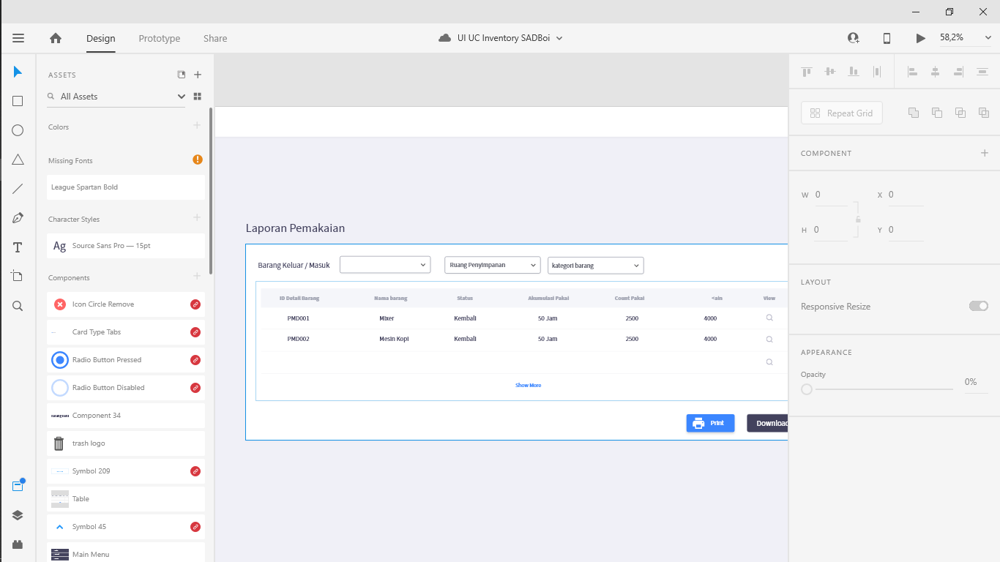 Design
Prototype
Share
UI UC Inventory SADBoi
58,2%
ASSETS
All Assets
Colors
Missing Fonts
League Spartan Bold
Character Styles
Ag Source Sans Pro — 15pt
Components
Icon Circle Remove
Card Type Tabs
Radio Button Pressed
Radio Button Disabled
Component 34
trash logo
Symbol 209
Table
Symbol 45
Main Menu
Laporan Pemakaian
Barang Keluar / Masuk
Ruang Penyimpanan
kategori barang
ID Detail Barang Nama barang Status Akumulasi Pakai Count Pakai <ain View
PMD001 Mixer Kembali 50 Jam 2500 4000
PMD002 Mesin Kopi Kembali 50 Jam 2500 4000
Show More
Print
Download
Repeat Grid
COMPONENT
W 0 X 0
H 0 Y 0
LAYOUT
Responsive Resize
APPEARANCE
Opacity
0%